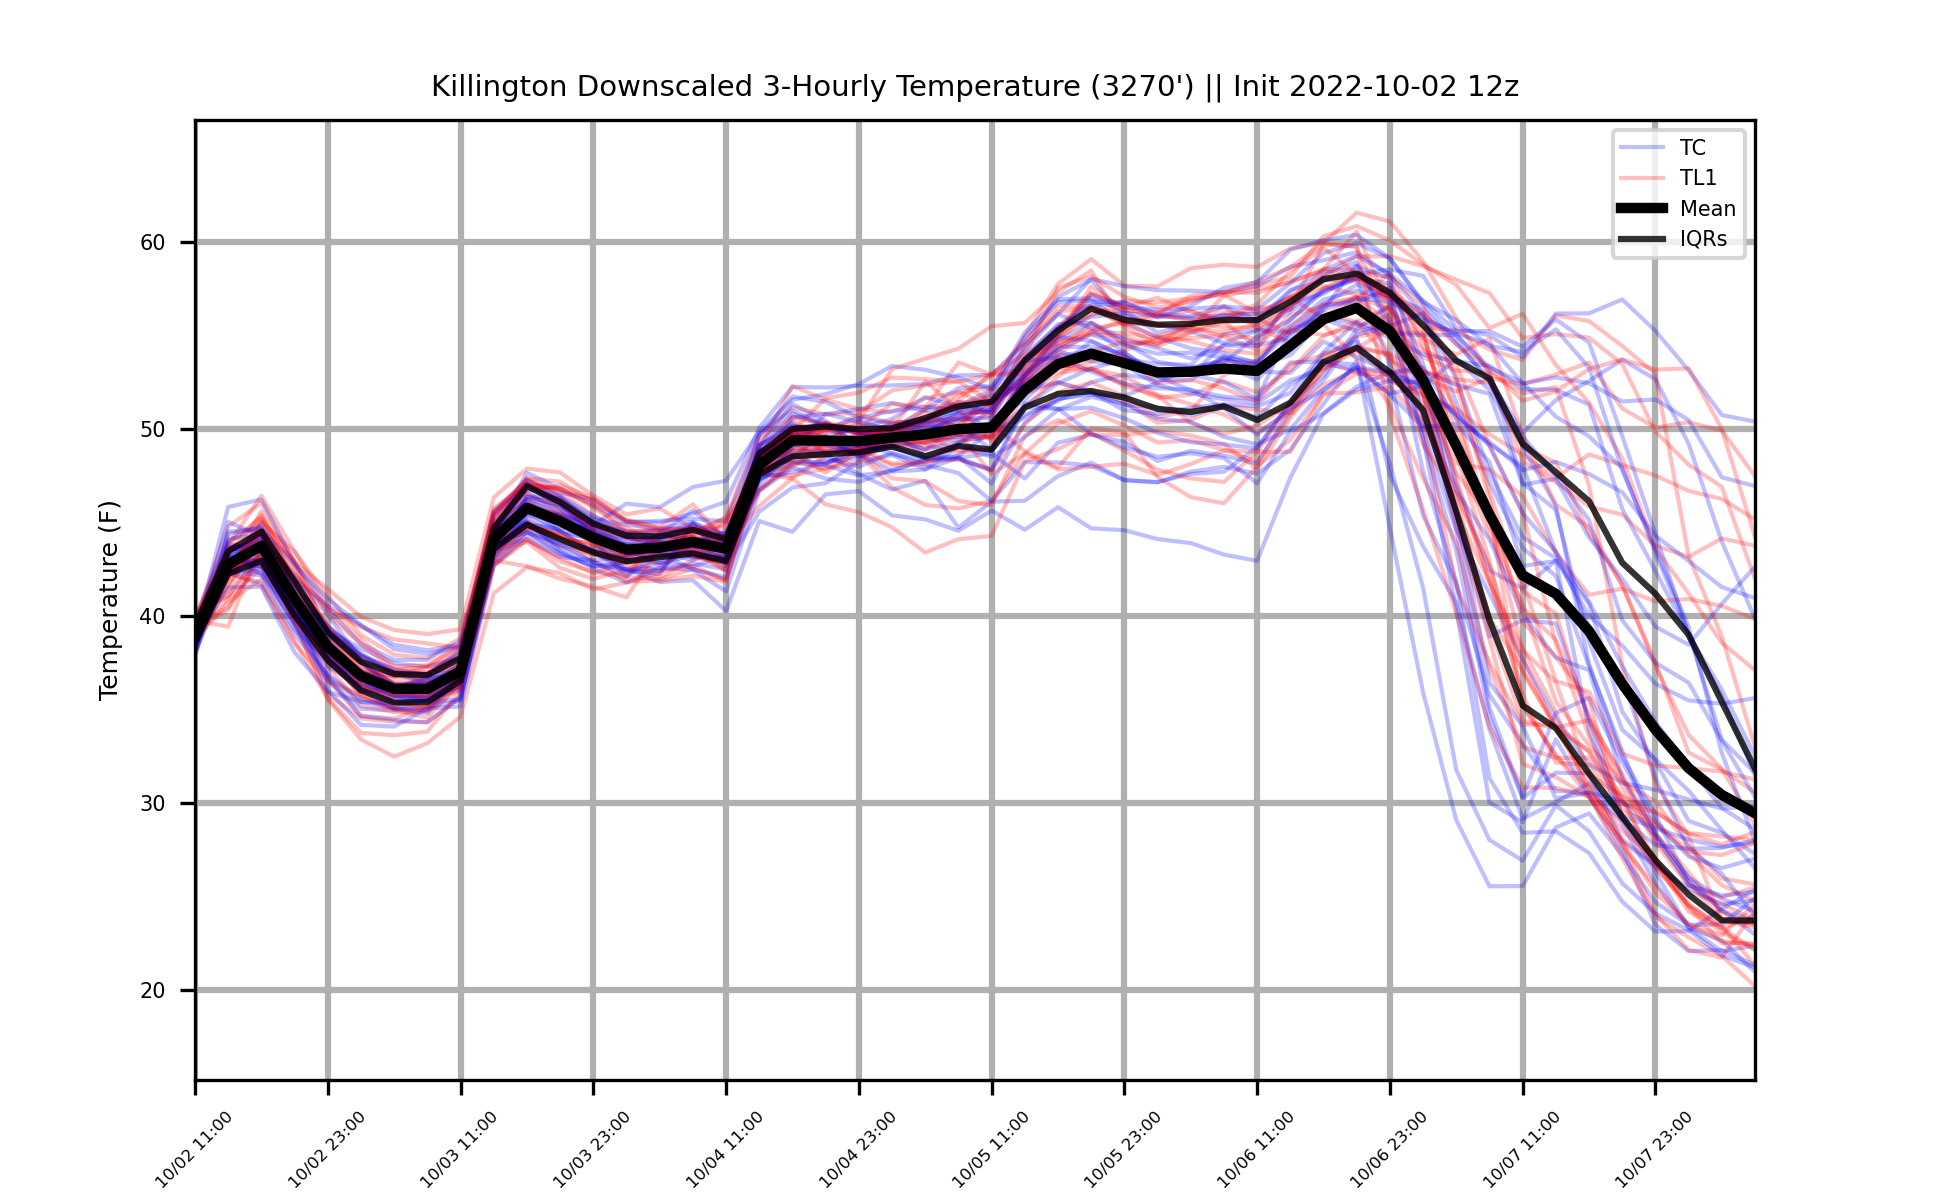 Killington Downscaled 3-Hourly Temperature (3270') || Init 2022-10-02 12z
TC
TL1
Mean
IQRs
Temperature (F)
60
50
40
30
20
10/02 11:00
10/02 23:00
10/03 11:00
10/03 23:00
10/04 11:00
10/04 23:00
10/05 11:00
10/05 23:00
10/06 11:00
10/06 23:00
10/07 11:00
10/07 23:00